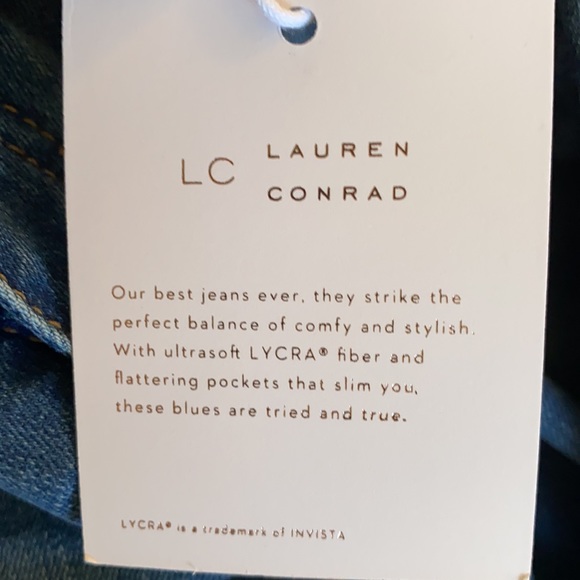 LC LAUREN CONRAD
Our best jeans ever, they strike the
perfect balance of comfy and stylish.
With ultrasoft LYCRA® fiber and
flattering pockets that slim you,
these blues are tried and true.
LYCRA® is a trademark of INVISTA